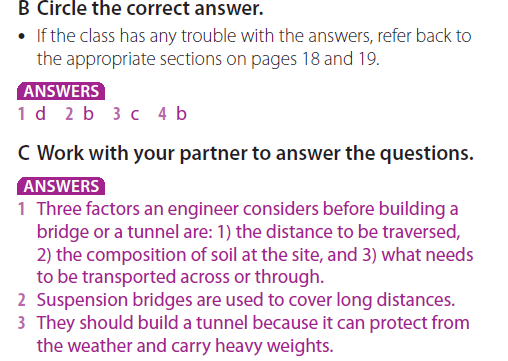 B Circle the correct answer.
• If the class has any trouble with the answers, refer back to
the appropriate sections on pages 18 and 19.
ANSWERS
1 d 2 b 3 c 4 b
C Work with your partner to answer the questions.
ANSWERS
1 Three factors an engineer considers before building a
bridge or a tunnel are: 1) the distance to be traversed,
2) the composition of soil at the site, and 3) what needs
to be transported across or through.
2 Suspension bridges are used to cover long distances.
3 They should build a tunnel because it can protect from
the weather and carry heavy weights.